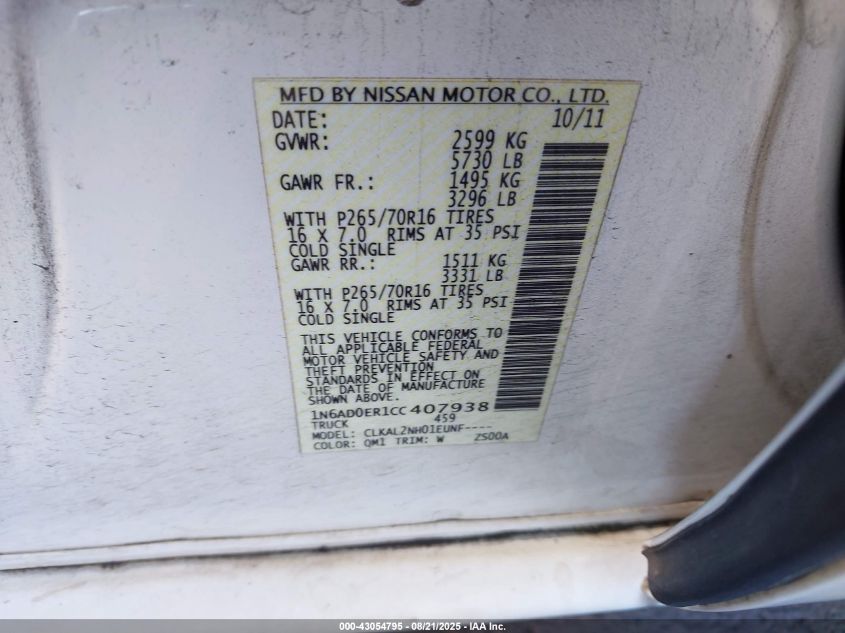 MFD BY NISSAN MOTOR CO., LTD.
DATE: 10/11
GVWR: 2599 KG
5730 LB
GAWR FR.: 1495 KG
3296 LB
WITH P265/70R16 TIRES
16 X 7.0 RIMS AT 35 PSI
COLD SINGLE
GAWR RR.: 1511 KG
3331 LB
WITH P265/70R16 TIRES
16 X 7.0 RIMS AT 35 PSI
COLD SINGLE
THIS VEHICLE CONFORMS TO
ALL APPLICABLE FEDERAL
MOTOR VEHICLE SAFETY AND
THEFT PREVENTION
STANDARDS IN EFFECT ON
THE DATE OF MANUFACTURE
SHOWN ABOVE.
1N6AD0ER1CC407938
TRUCK 459
MODEL: CLKAL2NH01EUNF----
COLOR: QM1 TRIM: W ZS00A
000-43054795 - 08/21/2025 - IAA Inc.